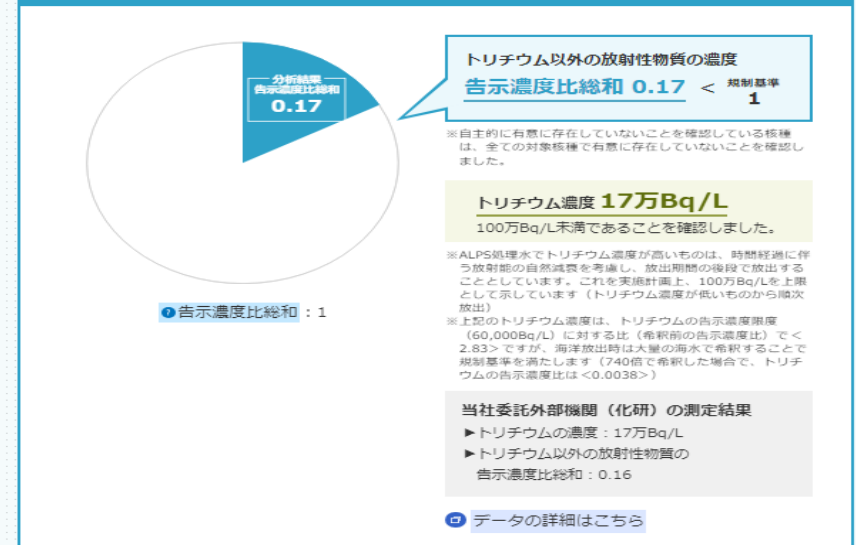 分析結果
告示濃度比総和
0.17
告示濃度比総和：1
トリチウム以外の放射性物質の濃度
告示濃度比総和 0.17 < 規制基準 1
※自主的に有意に存在していないことを確認している核種
は、全ての対象核種で有意に存在していないことを確認し
ました。
トリチウム濃度 17万Bq/L
100万Bq/L未満であることを確認しました。
※ALPS処理水でトリチウム濃度が高いものは、時間経過に伴
う放射能の自然減衰を考慮し、放出期間の後段で放出する
こととしています。これを実施計画上、100万Bq/Lを上限
として示しています（トリチウム濃度が低いものから順次
放出）
※上記のトリチウム濃度は、トリチウムの告示濃度限度
（60,000Bq/L）に対する比（希釈前の告示濃度比）で<
2.83>ですが、海洋放出時は大量の海水で希釈することで
規制基準を満たします（740倍で希釈した場合で、トリチ
ウムの告示濃度比は<0.0038>）
当社委託外部機関（化研）の測定結果
▶トリチウムの濃度：17万Bq/L
▶トリチウム以外の放射性物質の
告示濃度比総和：0.16
データの詳細はこちら